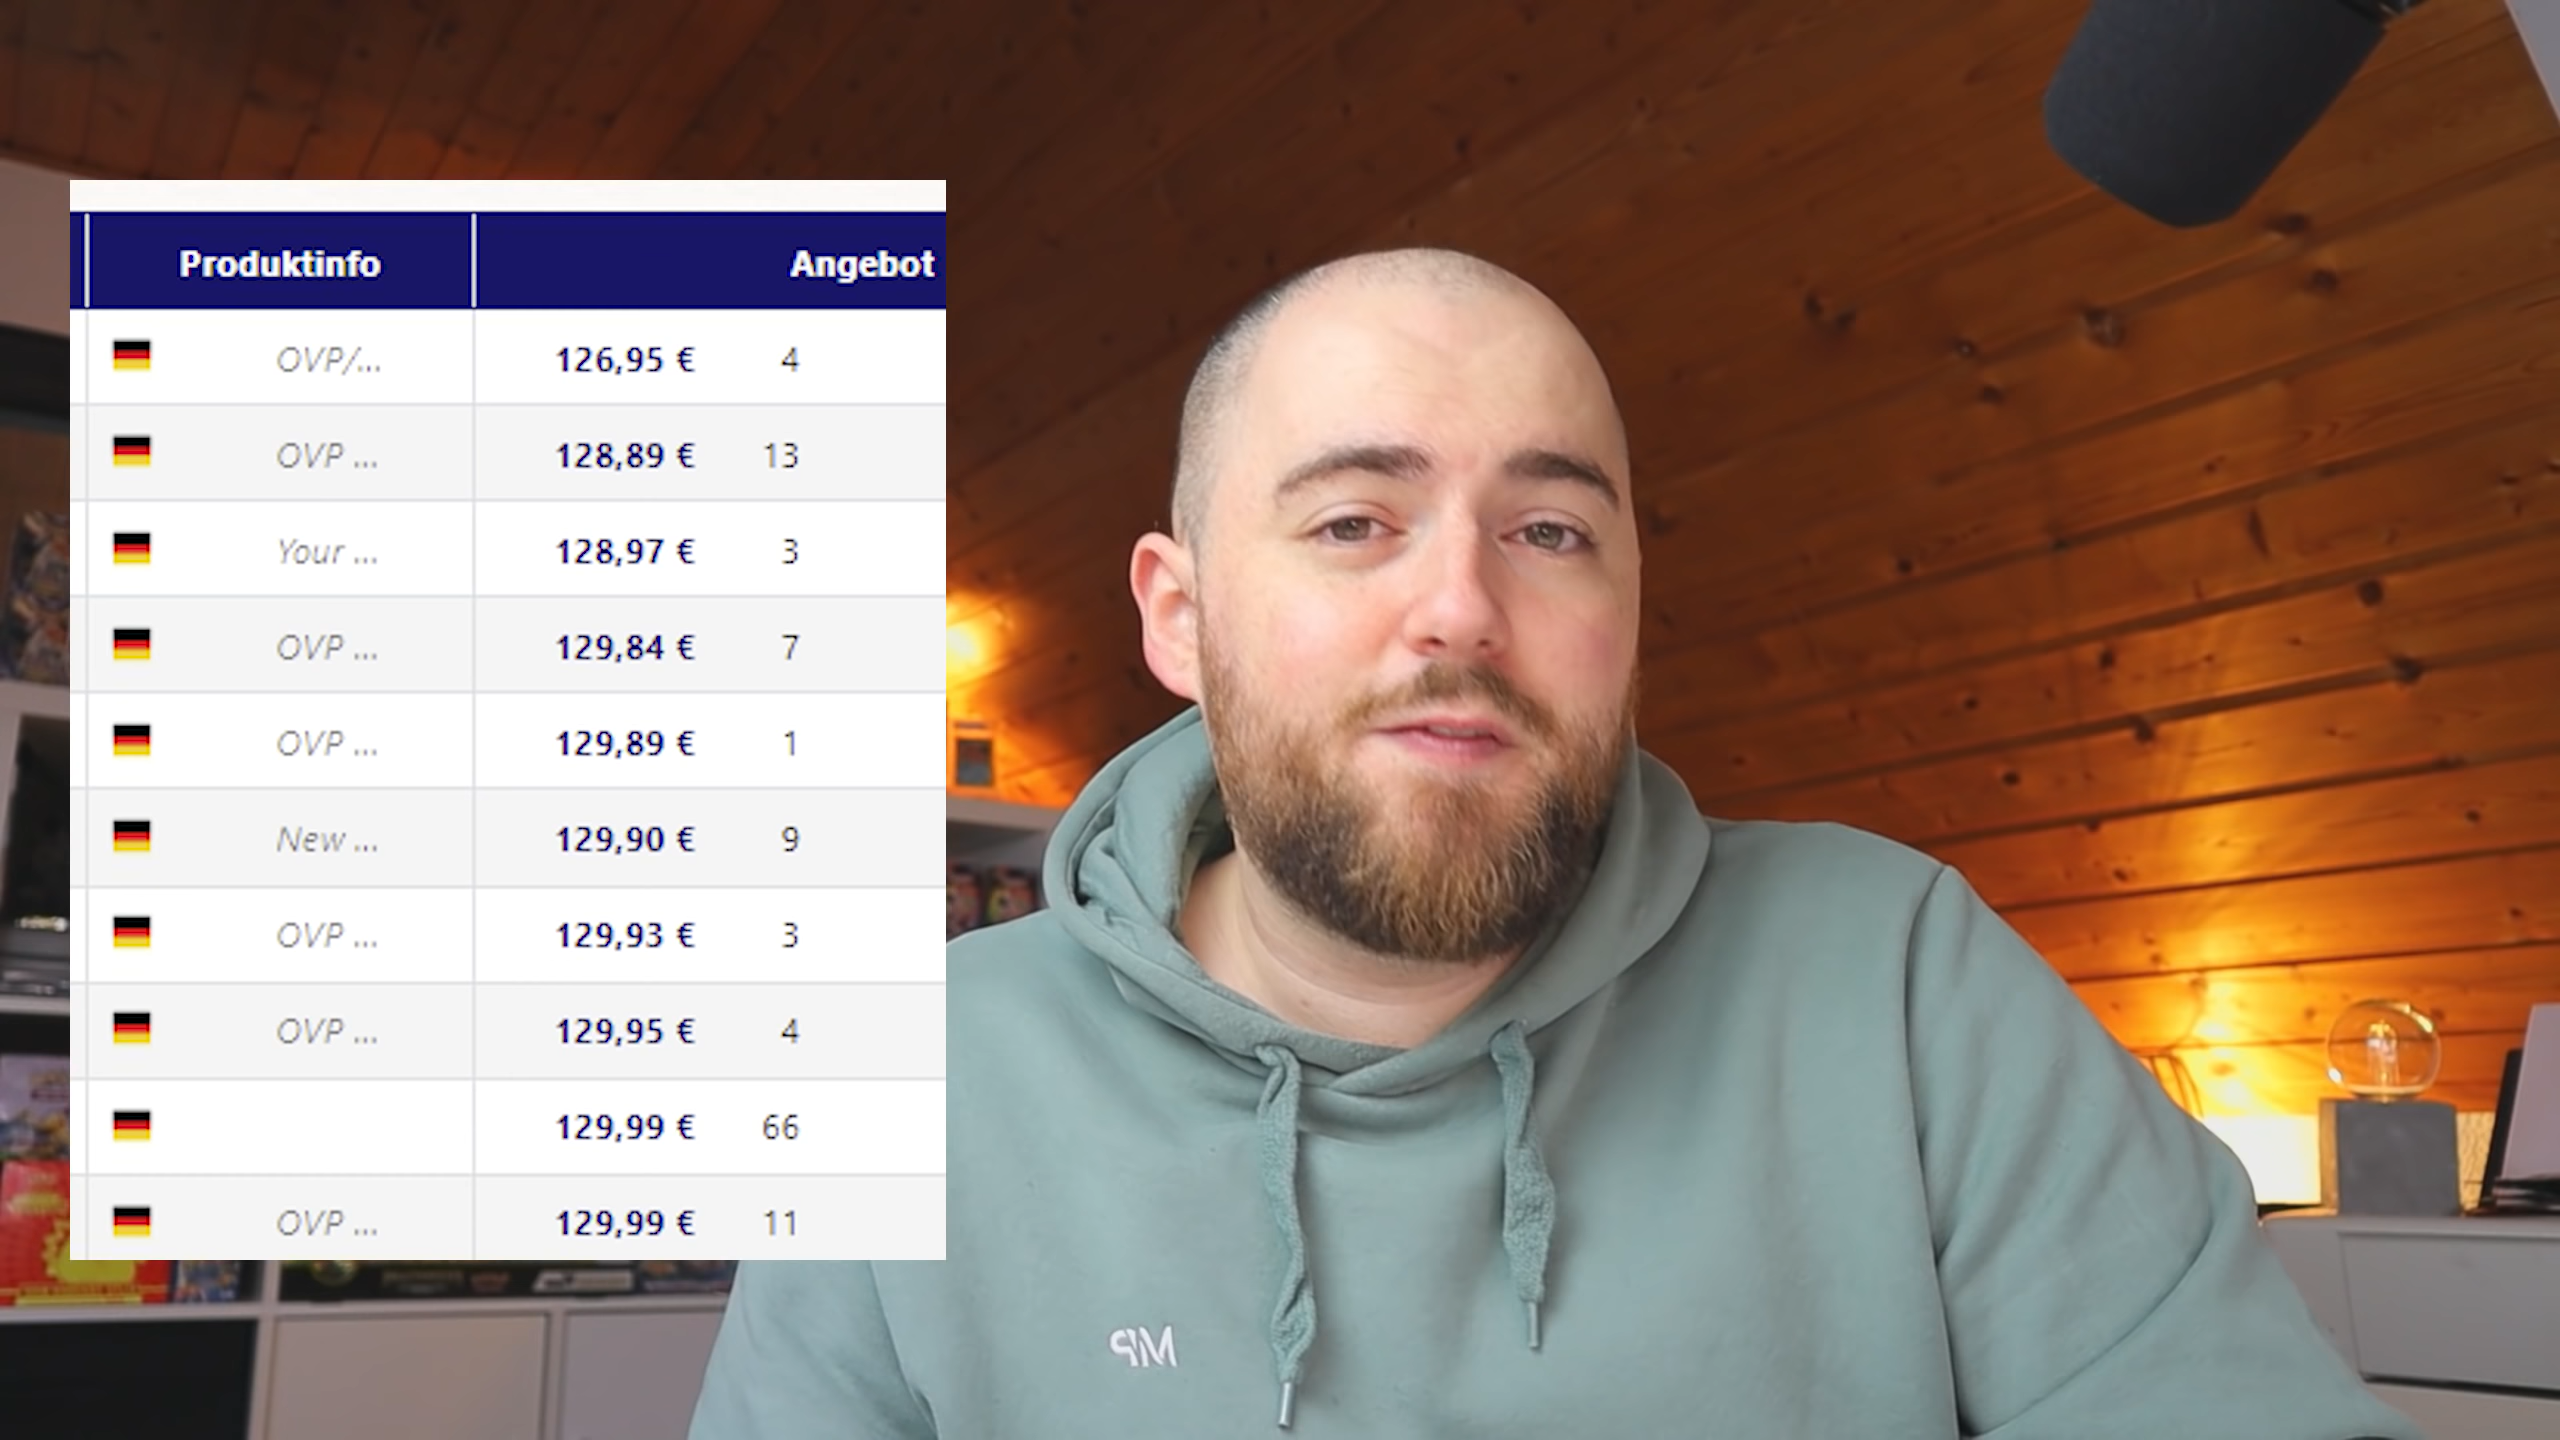 Produktinfo Angebot
OVP/... 126,95 € 4
OVP ... 128,89 € 13
Your ... 128,97 € 3
OVP ... 129,84 € 7
OVP ... 129,89 € 1
New ... 129,90 € 9
OVP ... 129,93 € 3
OVP ... 129,95 € 4
129,99 € 66
OVP ... 129,99 € 11
MP